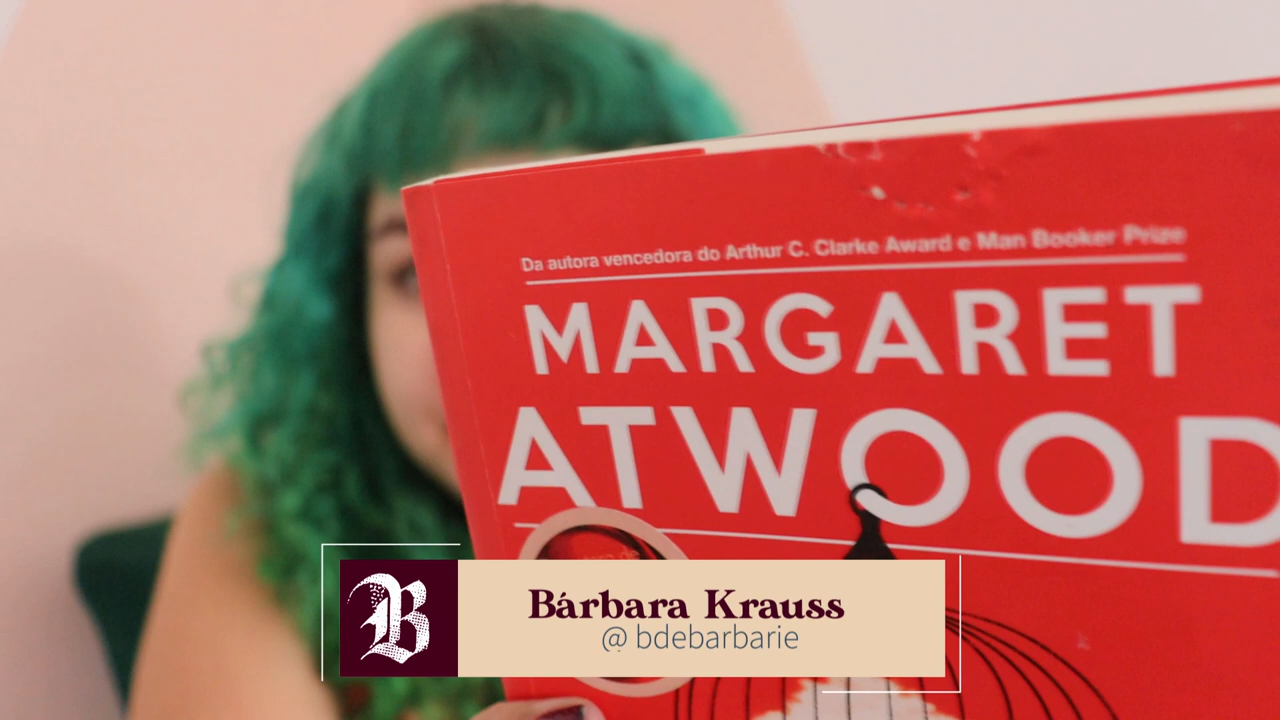 Da autora vencedora do Arthur C. Clarke Award e Man Booker Prize
MARGARET
ATWOOD
B
Bárbara Krauss
@ bdebarbarie